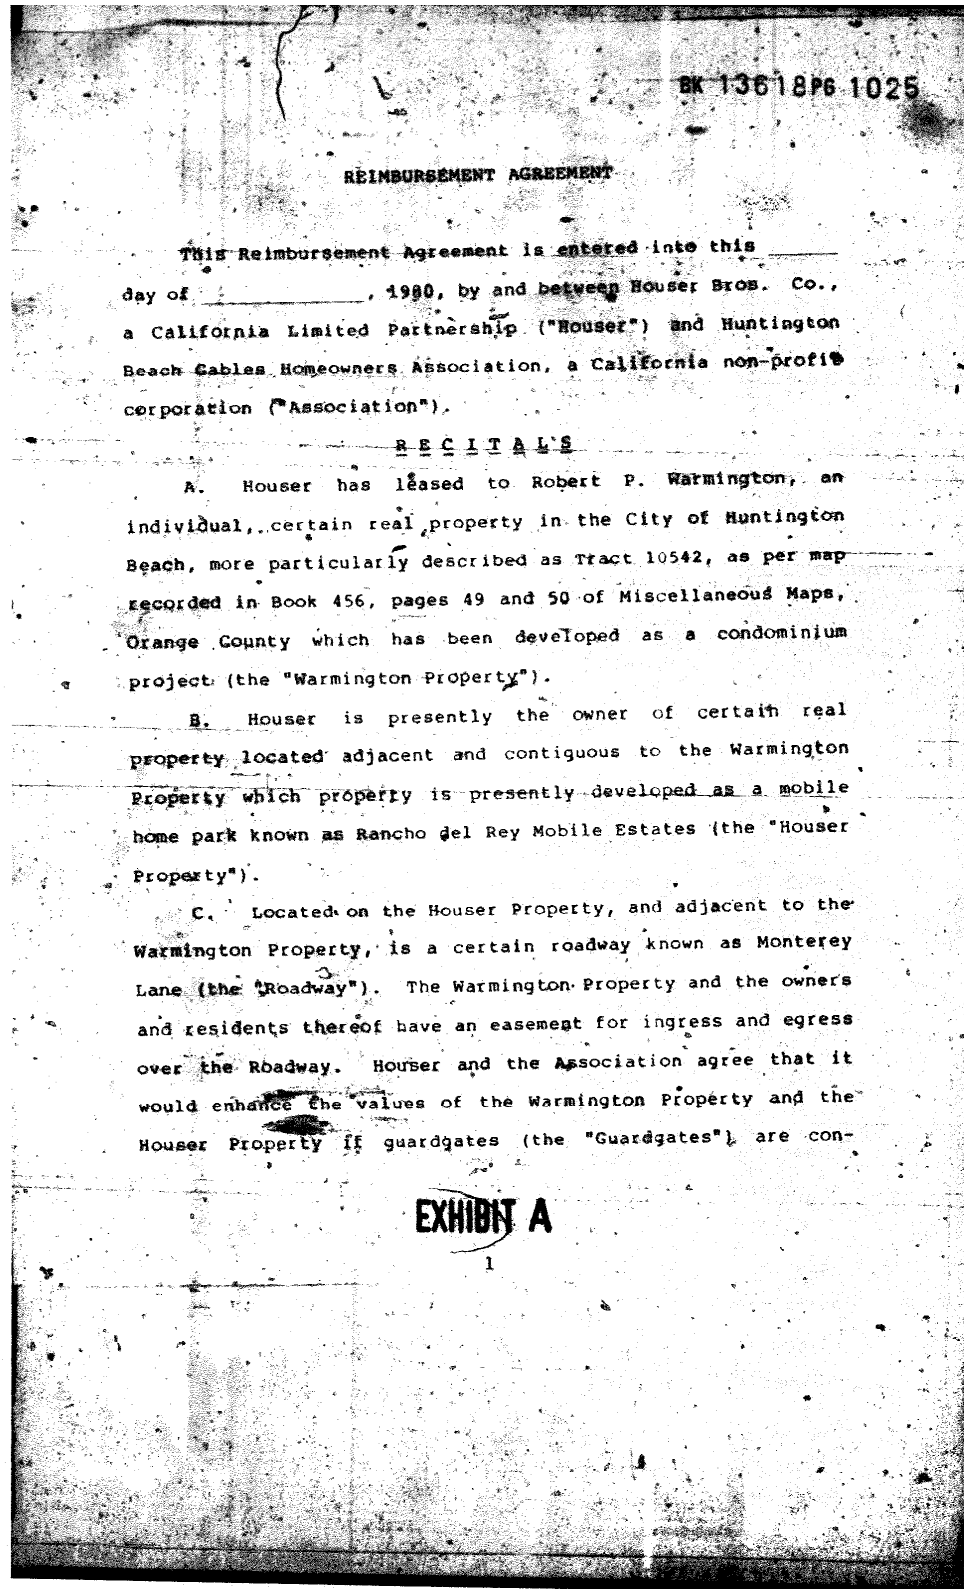 BK 13618PG 1025
REIMBURSEMENT AGREEMENT
This Reimbursement Agreement is entered into this ______
day of ______________, 1980, by and between Houser Bros. Co.,
a California Limited Partnership ("Houser") and Huntington
Beach Gables Homeowners Association, a California non-profit
corporation ("Association").
R E C I T A L S
A. Houser has leased to Robert P. Warmington, an
individual, certain real property in the City of Huntington
Beach, more particularly described as Tract 10542, as per map
recorded in Book 456, pages 49 and 50 of Miscellaneous Maps,
Orange County which has been developed as a condominium
project (the "Warmington Property").
B. Houser is presently the owner of certain real
property located adjacent and contiguous to the Warmington
Property which property is presently developed as a mobile
home park known as Rancho del Rey Mobile Estates (the "Houser
Property").
C. Located on the Houser Property, and adjacent to the
Warmington Property, is a certain roadway known as Monterey
Lane (the "Roadway"). The Warmington Property and the owners
and residents thereof have an easement for ingress and egress
over the Roadway. Houser and the Association agree that it
would enhance the values of the Warmington Property and the
Houser Property if guardgates (the "Guardgates") are con-
EXHIBIT A
1